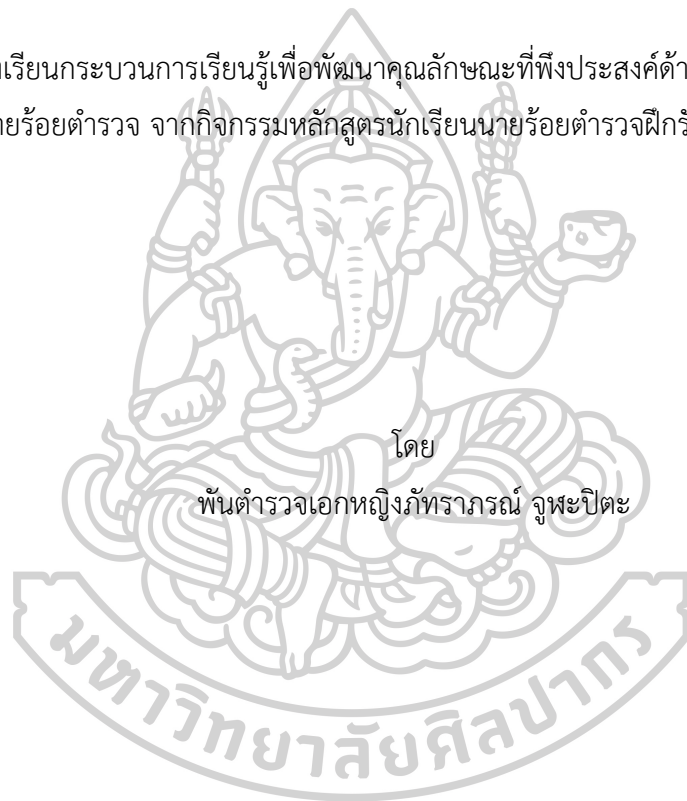 เรียนกระบวนการเรียนรู้เพื่อพัฒนาคุณลักษณะที่พึงประสงค์ด้า
ายร้อยตำรวจ จากกิจกรรมหลักสูตรนักเรียนนายร้อยตำรวจฝึกรั
โดย
พันตำรวจเอกหญิงภัทราภรณ์ จูฬะปิตะ
มหาวิทยาลัยศิลปากร